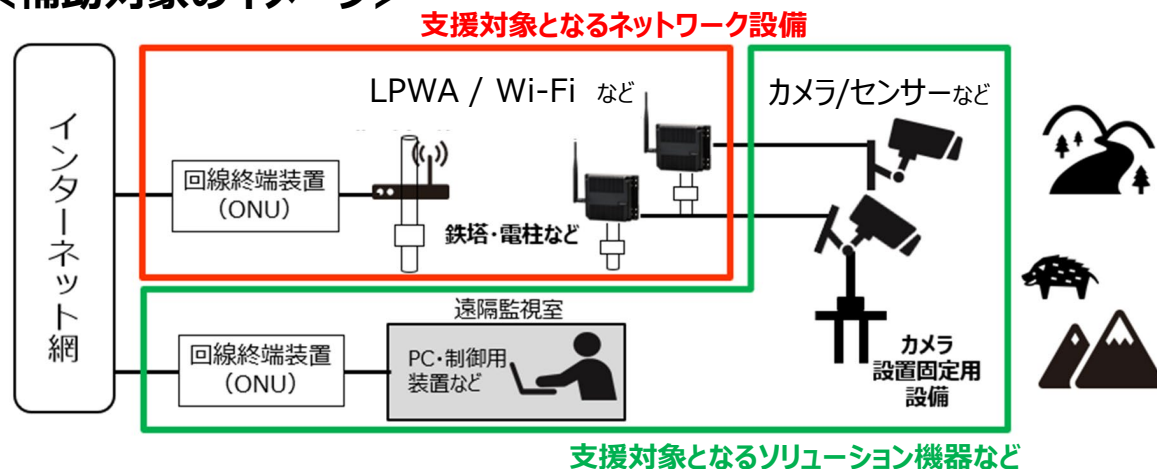 ＜補助対象のイメージ＞
支援対象となるネットワーク設備
インターネット網
LPWA / Wi-Fi など
カメラ/センサーなど
回線終端装置
（ONU）
鉄塔・電柱など
遠隔監視室
回線終端装置
（ONU）
PC・制御用
装置など
カメラ
設置固定用
設備
支援対象となるソリューション機器など